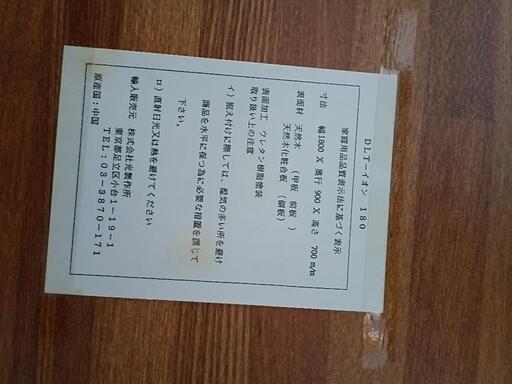 DLT-イオン 180
家庭用品品質表示法に基づく表示
寸法 幅1800 X 奥行 900 X 高さ 700 m/m
表面材 天然木 (甲板 前板 )
天然木化粧合板 (側板)
表面加工 ウレタン樹脂塗装
取り扱い上の注意
イ) 据え付けに際しては、湿気の多い所を避け
商品を水平に保つ為に必要な措置を講じて
下さい。
ロ) 直射日光又は熱を避けてください
輸入販売元 株式会社光製作所
東京都足立区小台1-19-1
TEL:03-3870-171
原産国:中国